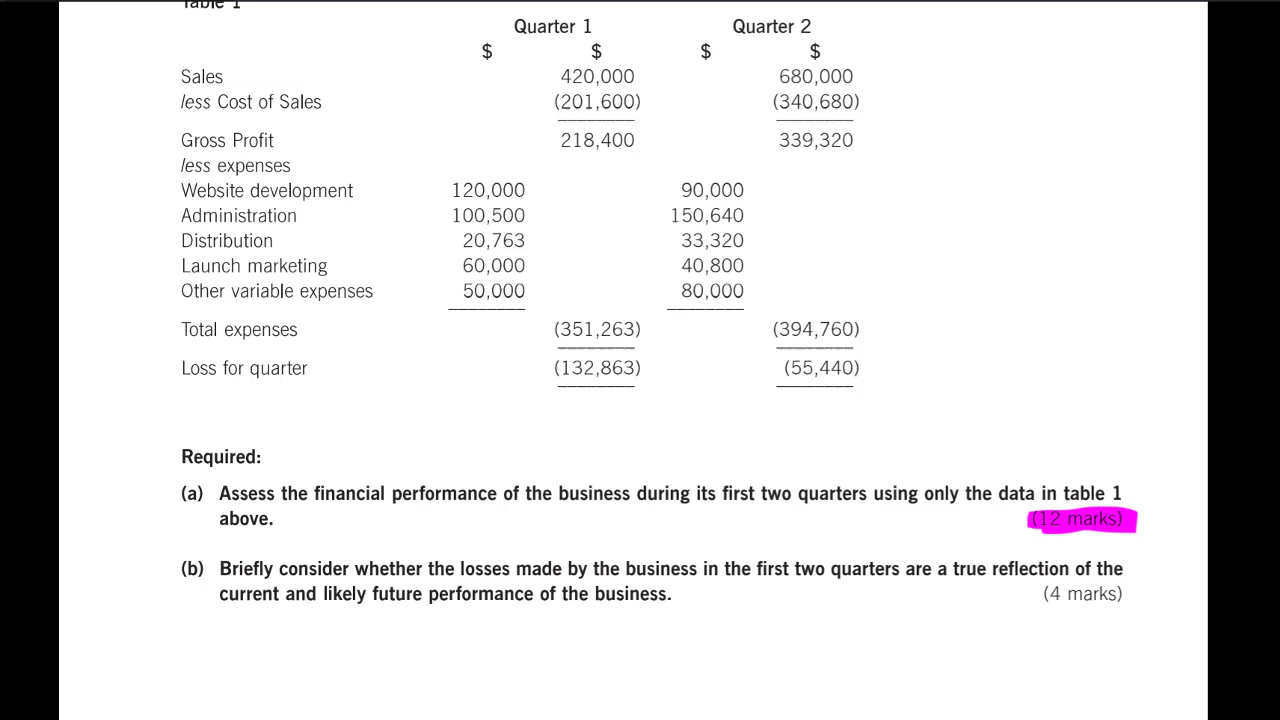 Table 1
Quarter 1 Quarter 2
$ $ $ $
Sales 420,000 680,000
less Cost of Sales (201,600) (340,680)
Gross Profit 218,400 339,320
less expenses
Website development 120,000 90,000
Administration 100,500 150,640
Distribution 20,763 33,320
Launch marketing 60,000 40,800
Other variable expenses 50,000 80,000
Total expenses (351,263) (394,760)
Loss for quarter (132,863) (55,440)
Required:
(a) Assess the financial performance of the business during its first two quarters using only the data in table 1
above. (12 marks)
(b) Briefly consider whether the losses made by the business in the first two quarters are a true reflection of the
current and likely future performance of the business. (4 marks)